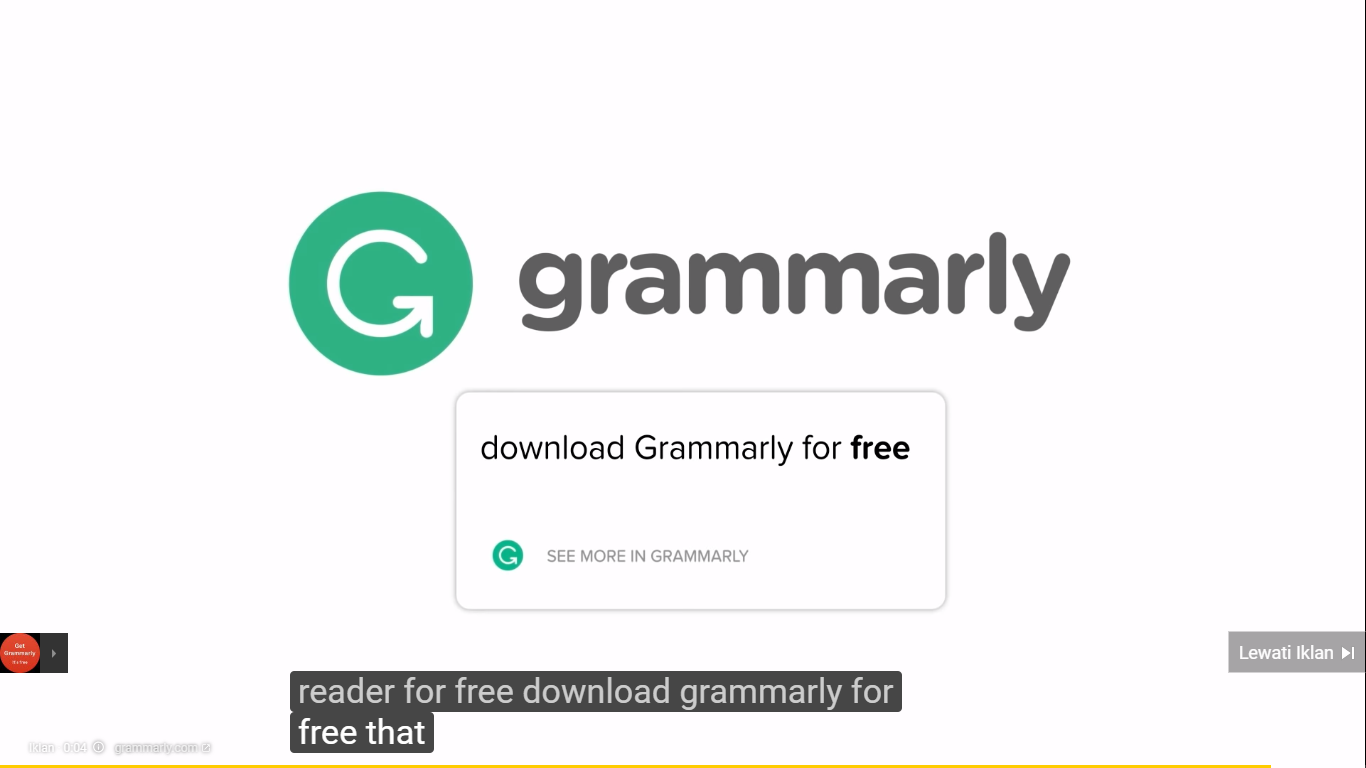 grammarly
download Grammarly for free
SEE MORE IN GRAMMARLY
Get
Grammarly
It's free
Lewati Iklan
reader for free download grammarly for
free that
Iklan · 0:04
grammarly.com